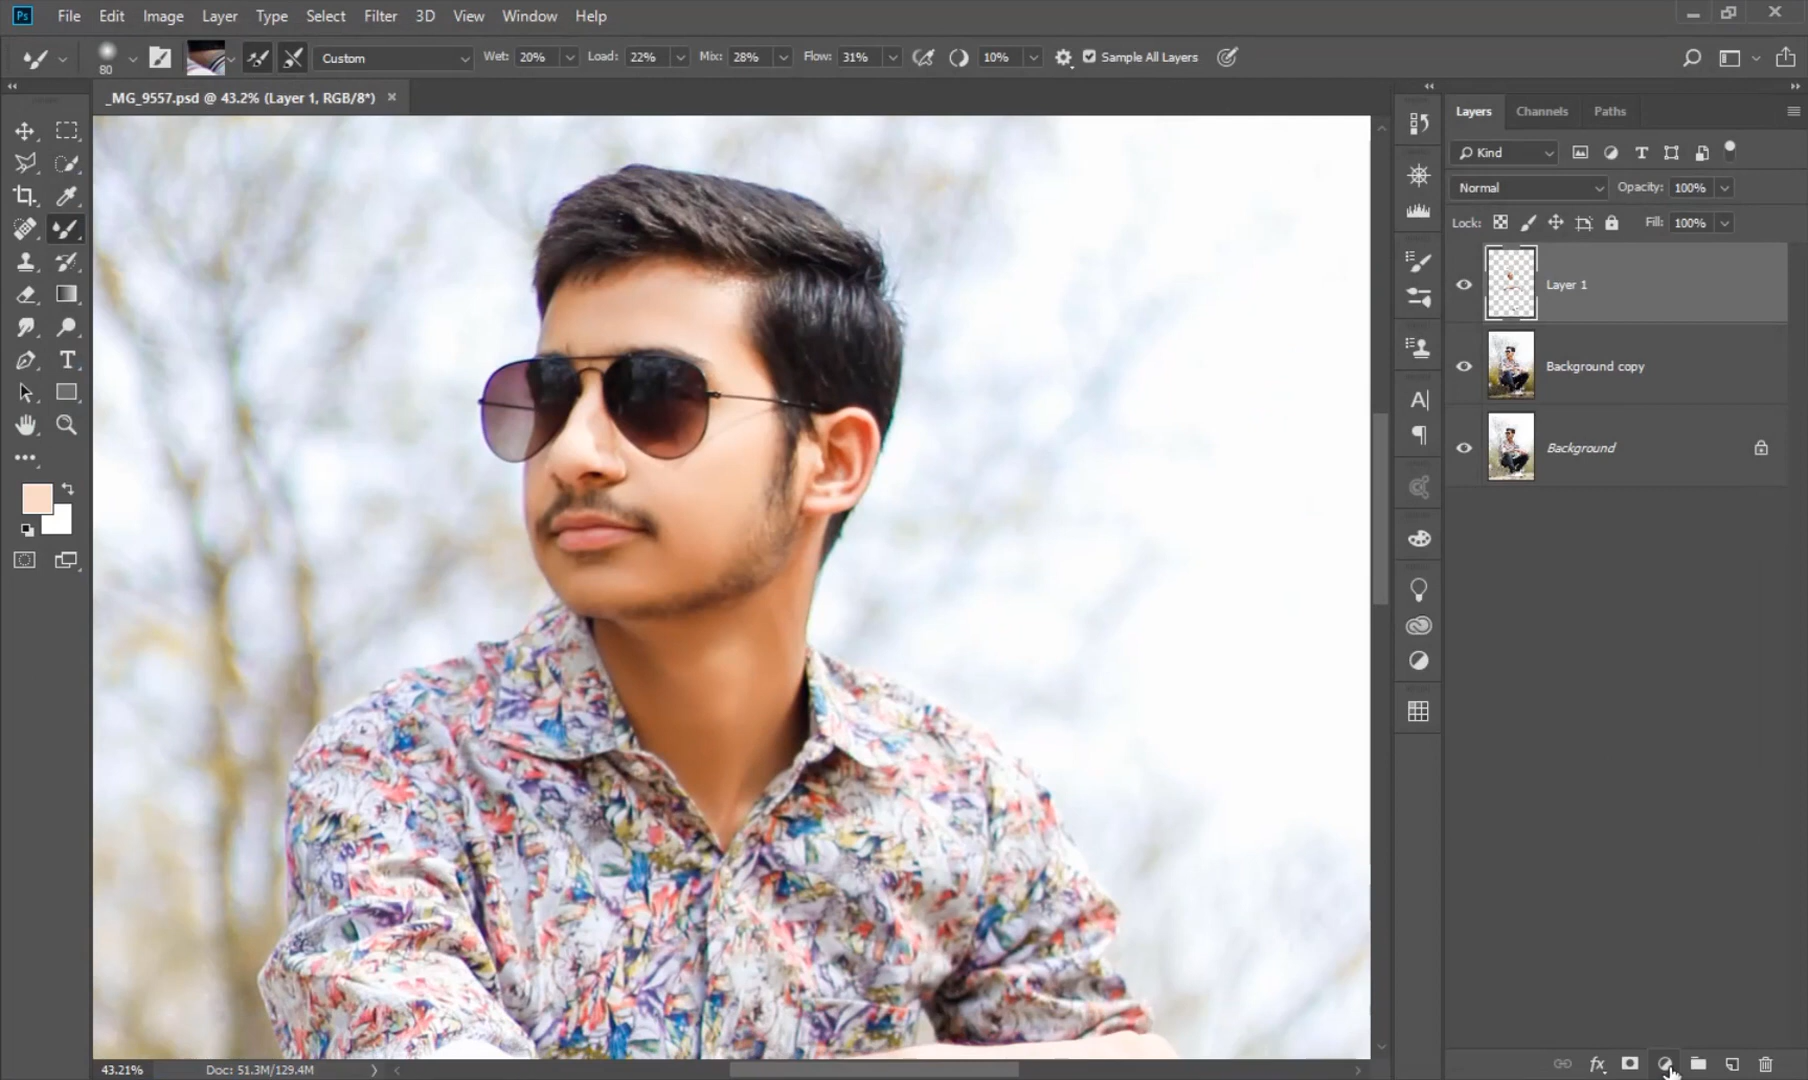 Ps File Edit Image Layer Type Select Filter 3D View Window Help
80 Custom Wet: 20% Load: 22% Mix: 28% Flow: 31% 10% Sample All Layers
_MG_9557.psd @ 43.2% (Layer 1, RGB/8*) ×
Layers Channels Paths
Kind
Normal Opacity: 100%
Lock: Fill: 100%
Layer 1
Background copy
Background
43.21% Doc: 51.3M/129.4M